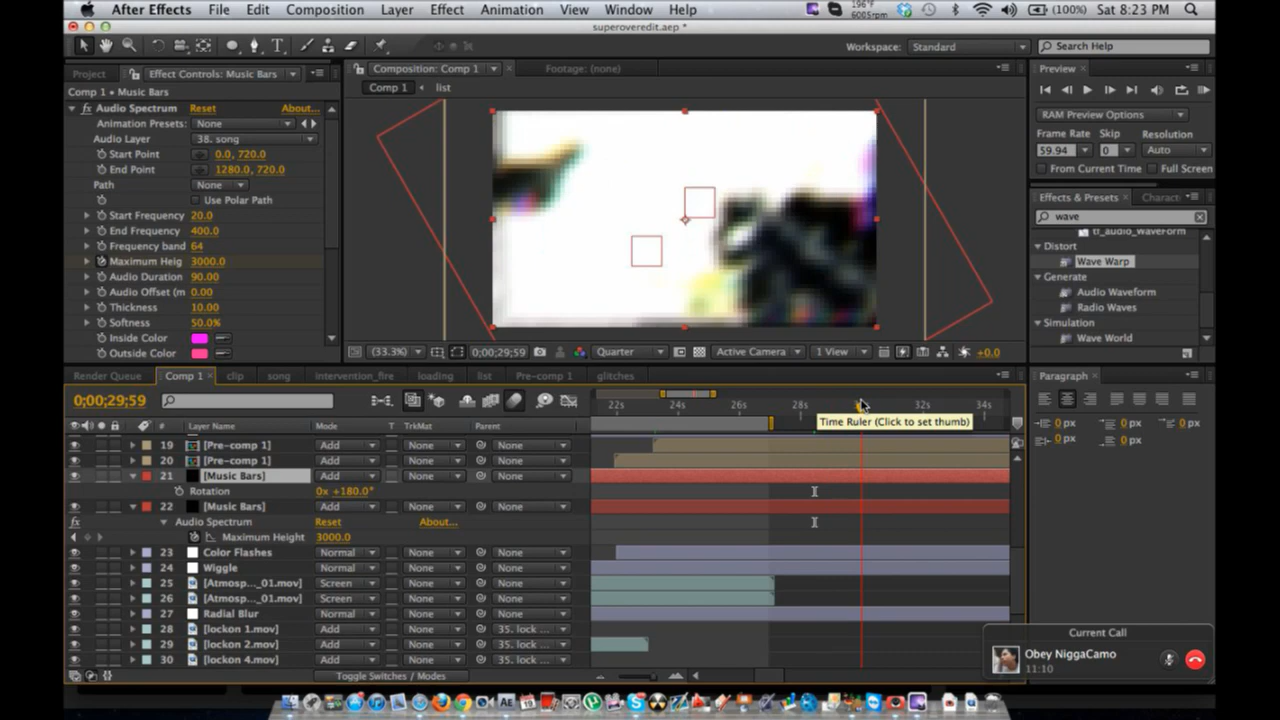 After Effects File Edit Composition Layer Effect Animation View Window Help 196°F 6005rpm (100%) Sat 8:23 PM
superoveredit.aep *
Workspace: Standard Search Help
Project Effect Controls: Music Bars Composition: Comp 1 Footage: (none) Preview
Comp 1 • Music Bars Comp 1 list
fx Audio Spectrum Reset About...
Animation Presets: None
Audio Layer 38. song
Start Point 0.0, 720.0
End Point 1280.0, 720.0
Path None
Use Polar Path
Start Frequency 20.0
End Frequency 400.0
Frequency band 64
Maximum Heig 3000.0
Audio Duration 90.00
Audio Offset (m 0.00
Thickness 10.00
Softness 50.0%
Inside Color
Outside Color
RAM Preview Options
Frame Rate Skip Resolution
59.94 0 Auto
From Current Time Full Screen
Effects & Presets Charact
wave
tf_audio_WaveForm
Distort
Wave Warp
Generate
Audio Waveform
Radio Waves
Simulation
Wave World
(33.3%) 0;00;29;59 Quarter Active Camera 1 View +0.0
Render Queue Comp 1 clip song intervention_fire loading list Pre-comp 1 glitches
Paragraph
0 px 0 px 0 px
0 px 0 px
0;00;29;59
22s 24s 26s 28s 32s 34s
Time Ruler (Click to set thumb)
# Layer Name Mode T TrkMat Parent
19 [Pre-comp 1] Add None None
20 [Pre-comp 1] Add None None
21 [Music Bars] Add None None
Rotation 0x +180.0°
22 [Music Bars] Add None None
fx Audio Spectrum Reset About...
Maximum Height 3000.0
23 Color Flashes Normal None None
24 Wiggle Normal None None
25 [Atmosp..._01.mov] Screen None None
26 [Atmosp..._01.mov] Screen None None
27 Radial Blur Normal None None
28 [lockon 1.mov] Add None 35. lock ...
29 [lockon 2.mov] Add None 35. lock ...
30 [lockon 4.mov] Add None 35. lock ...
Toggle Switches / Modes
Current Call
Obey NiggaCamo
11:10